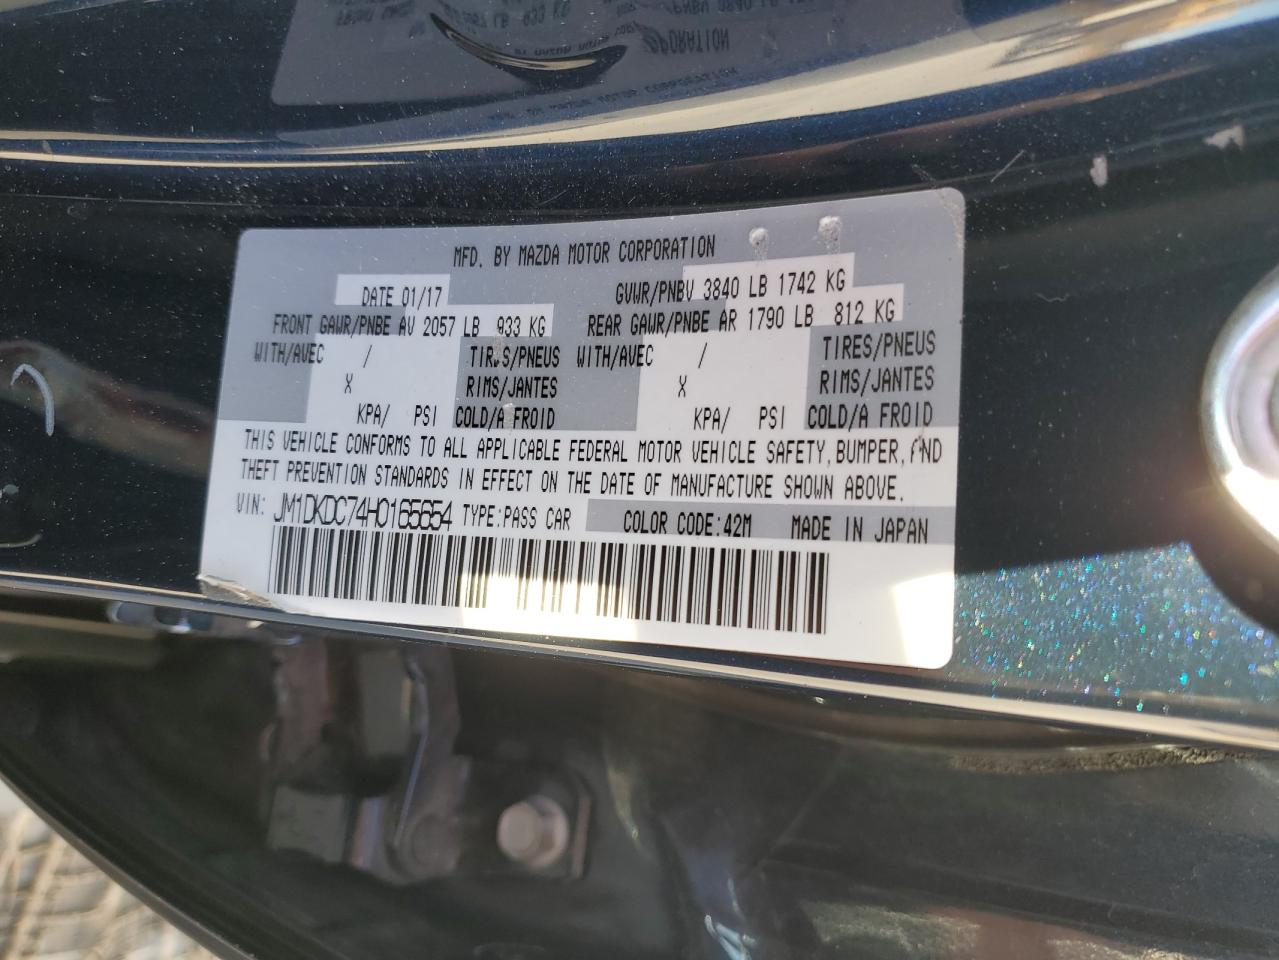 MFD. BY MAZDA MOTOR CORPORATION
DATE 01/17 GVWR/PNBV 3840 LB 1742 KG
FRONT GAWR/PNBE AV 2057 LB 933 KG REAR GAWR/PNBE AR 1790 LB 812 KG
WITH/AVEC / TIRES/PNEUS WITH/AVEC / TIRES/PNEUS
X RIMS/JANTES X RIMS/JANTES
KPA/ PSI COLD/A FROID KPA/ PSI COLD/A FROID
THIS VEHICLE CONFORMS TO ALL APPLICABLE FEDERAL MOTOR VEHICLE SAFETY, BUMPER, AND
THEFT PREVENTION STANDARDS IN EFFECT ON THE DATE OF MANUFACTURE SHOWN ABOVE.
VIN: JM1DKDC74H0165654 TYPE:PASS CAR COLOR CODE:42M MADE IN JAPAN